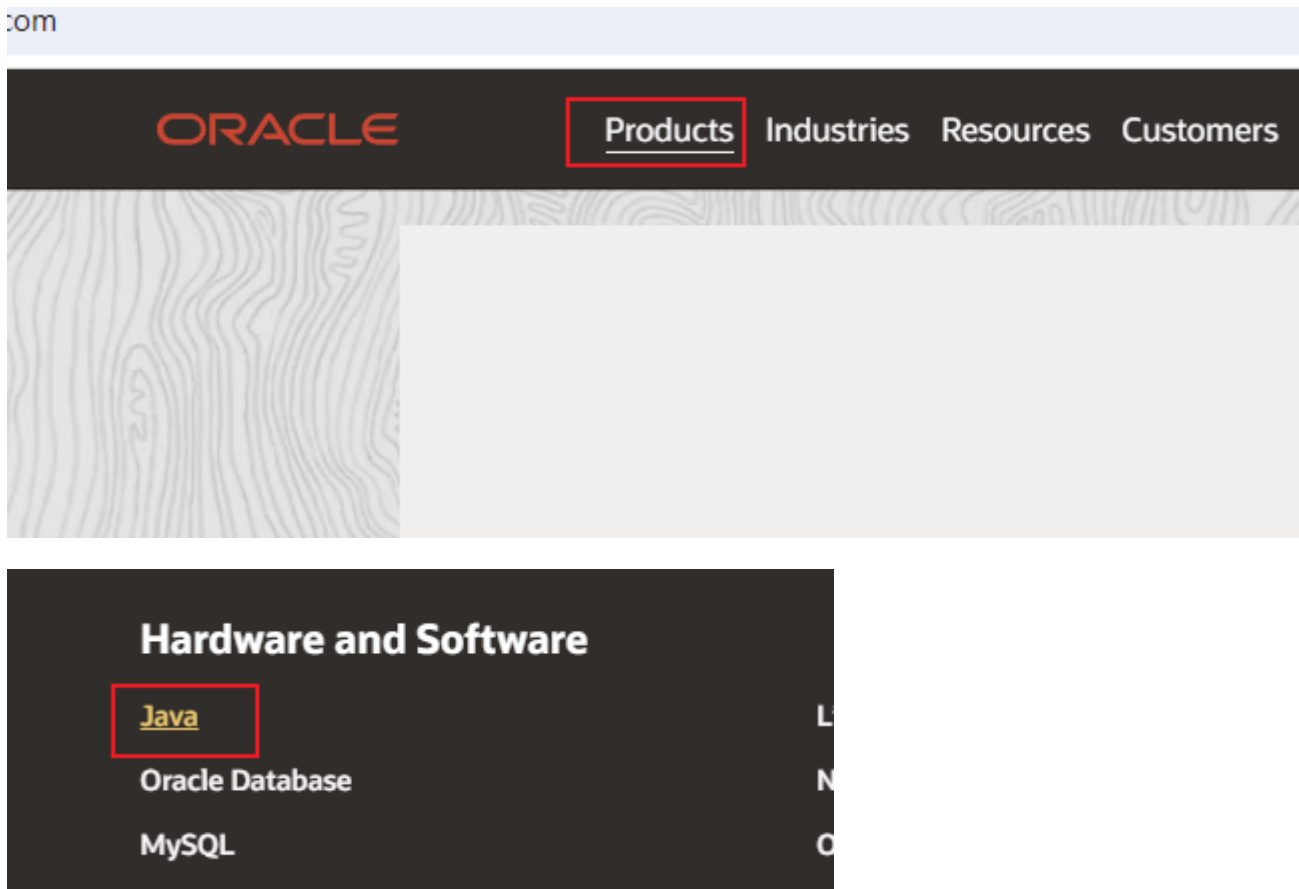 com
ORACLE Products Industries Resources Customers
Hardware and Software
Java
Oracle Database
MySQL